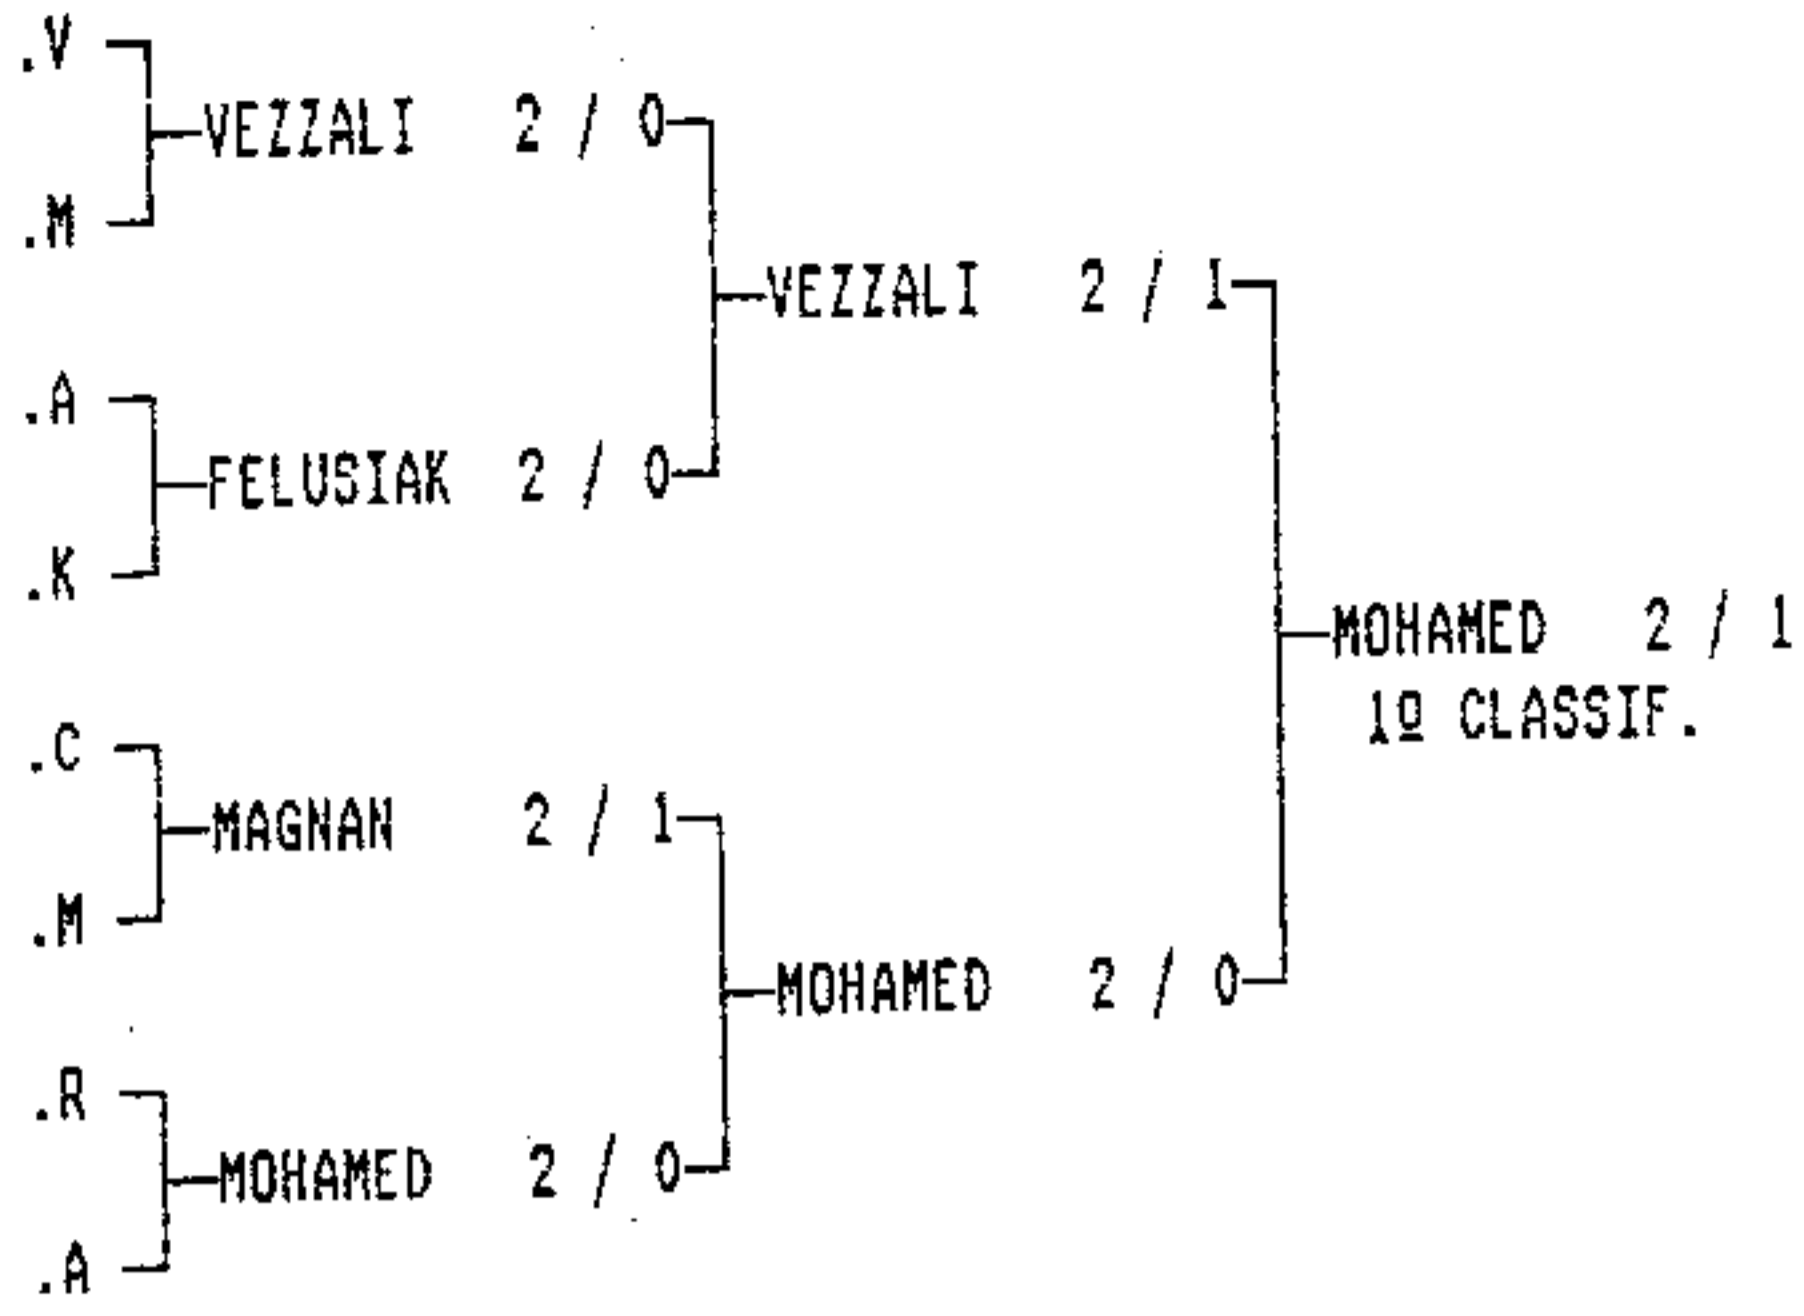 .V
VEZZALI 2 / 0
.M
VEZZALI 2 / 1
.A
FELUSIAK 2 / 0
.K
MOHAMED 2 / 1
1º CLASSIF.
.C
MAGNAN 2 / 1
.M
MOHAMED 2 / 0
.R
MOHAMED 2 / 0
.A